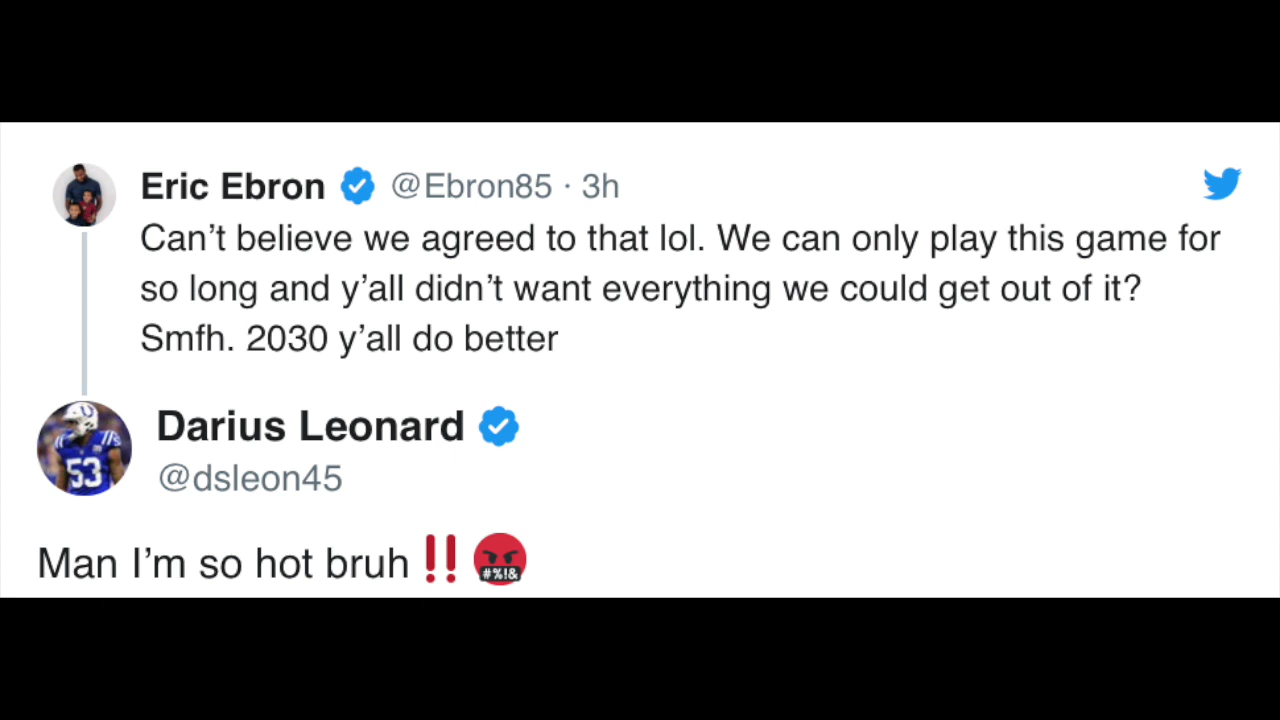 Eric Ebron @Ebron85 · 3h
Can’t believe we agreed to that lol. We can only play this game for
so long and y’all didn’t want everything we could get out of it?
Smfh. 2030 y’all do better
53
Darius Leonard
@dsleon45
Man I’m so hot bruh‼️🤬